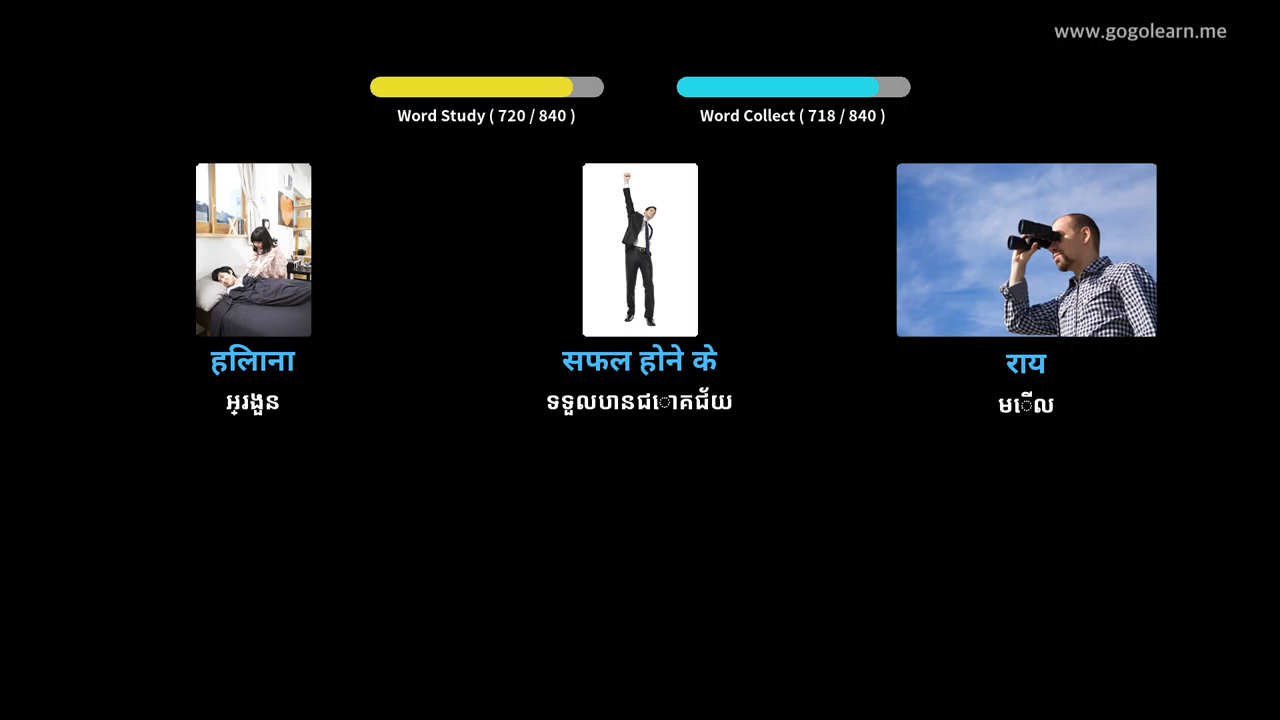 www.gogolearn.me
Word Study ( 720 / 840 )
Word Collect ( 718 / 840 )
हिलाना
អ្រងួន
सफल होने के
ទទួលបានជោគជ័យ
राय
មើល